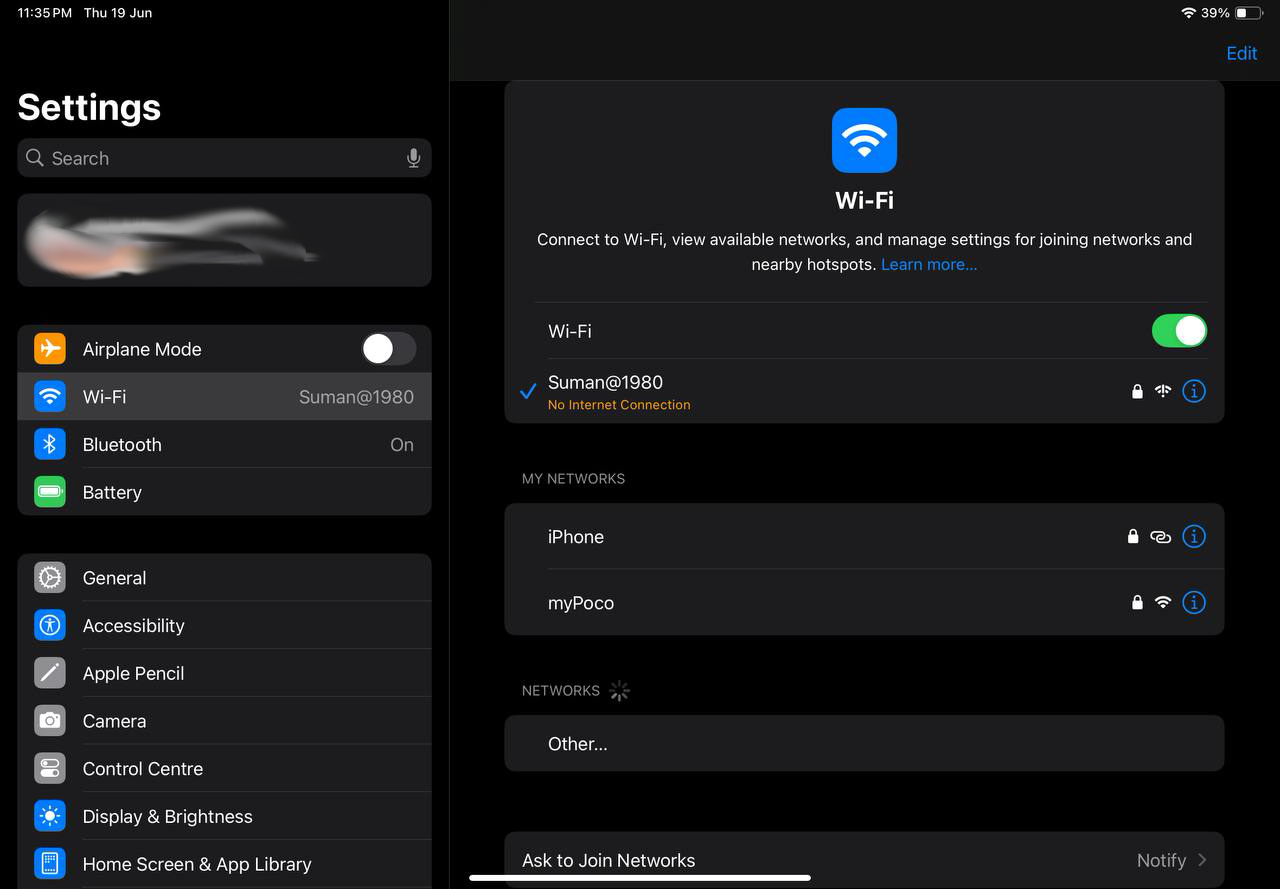 11:35 PM Thu 19 Jun
39%
Edit
Settings
Search
Airplane Mode
Wi-Fi Suman@1980
Bluetooth On
Battery
General
Accessibility
Apple Pencil
Camera
Control Centre
Display & Brightness
Home Screen & App Library
Wi-Fi
Connect to Wi-Fi, view available networks, and manage settings for joining networks and
nearby hotspots. Learn more...
Wi-Fi
Suman@1980
No Internet Connection
MY NETWORKS
iPhone
myPoco
NETWORKS
Other...
Ask to Join Networks Notify